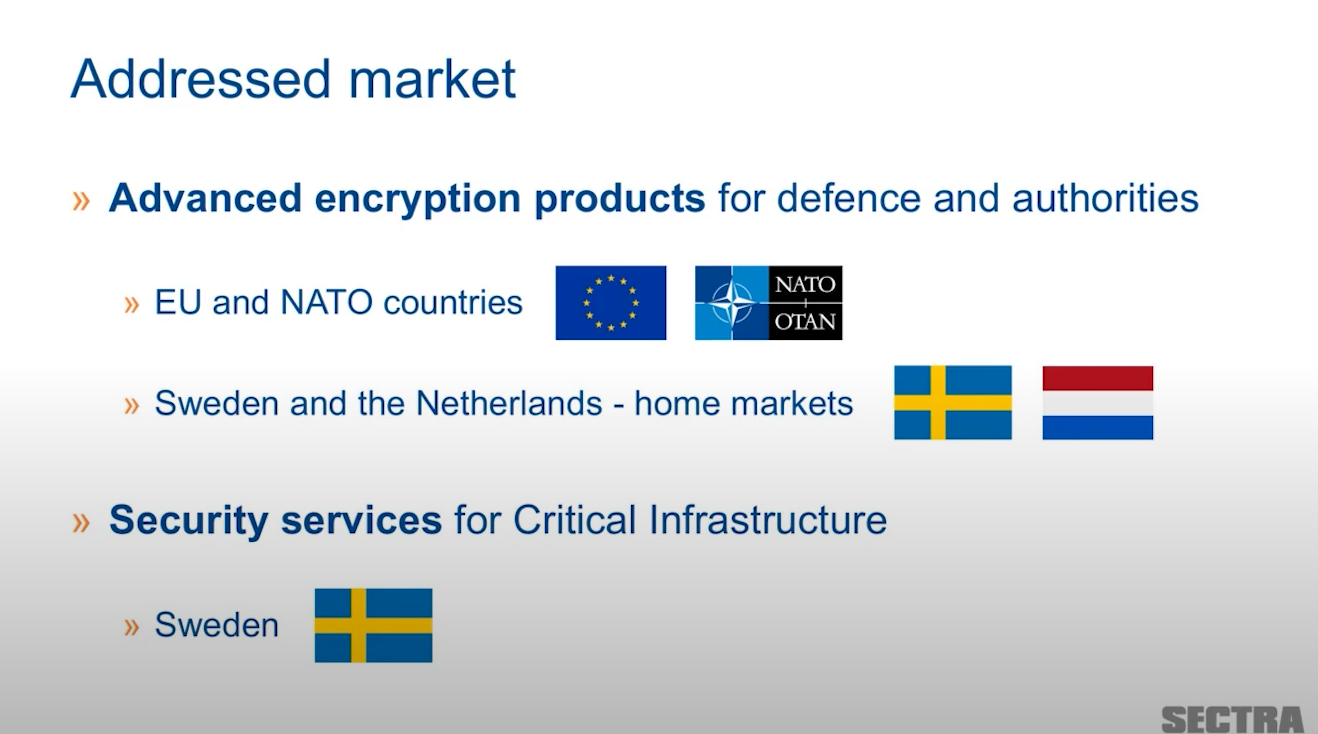 Addressed market
» Advanced encryption products for defence and authorities
» EU and NATO countries
NATO
OTAN
» Sweden and the Netherlands - home markets
» Security services for Critical Infrastructure
» Sweden
SECTRA